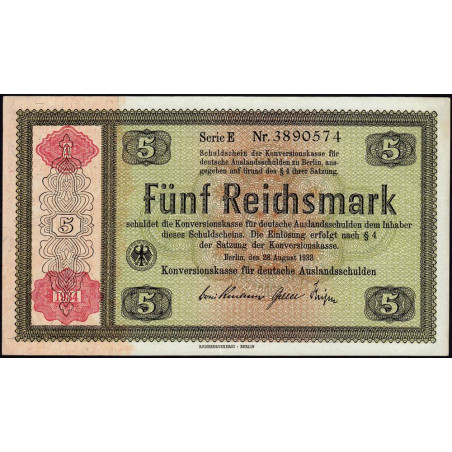 Serie E Nr. 3890574
5 5
Schuldschein der Konversionskasse für
deutsche Auslandsschulden zu Berlin, aus-
gegeben auf Grund des § 4 ihrer Satzung.
Fünf Reichsmark
5
schuldet die Konversionskasse für deutsche Auslandsschulden dem Inhaber
dieses Schuldscheins. Die Einlösung erfolgt nach § 4
der Satzung der Konversionskasse.
Berlin, den 28. August 1933
Konversionskasse für deutsche Auslandsschulden
1934
5 5
REICHSDRUCKEREI · BERLIN